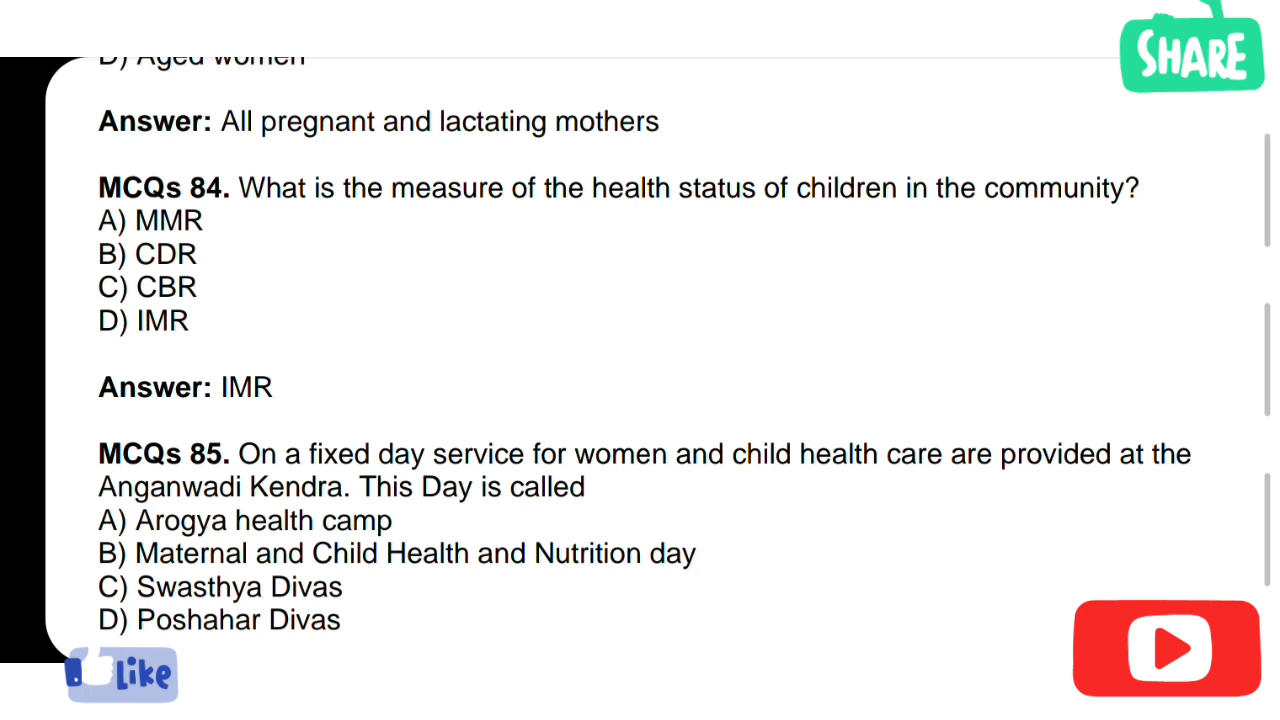 SHARE
D) Aged women
Answer: All pregnant and lactating mothers
MCQs 84. What is the measure of the health status of children in the community?
A) MMR
B) CDR
C) CBR
D) IMR
Answer: IMR
MCQs 85. On a fixed day service for women and child health care are provided at the
Anganwadi Kendra. This Day is called
A) Arogya health camp
B) Maternal and Child Health and Nutrition day
C) Swasthya Divas
D) Poshahar Divas
Like